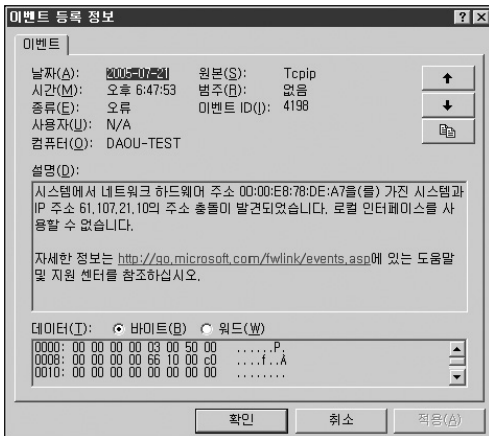 이벤트 등록 정보
이벤트
날짜(A): 2005-07-21 원본(S): Tcpip
시간(M): 오후 6:47:53 범주(R): 없음
종류(E): 오류 이벤트 ID(I): 4198
사용자(U): N/A
컴퓨터(O): DAOU-TEST
설명(D):
시스템에서 네트워크 하드웨어 주소 00:00:E8:78:DE:A7을(를) 가진 시스템과
IP 주소 61.107.21.10의 주소 충돌이 발견되었습니다. 로컬 인터페이스를 사
용할 수 없습니다.
자세한 정보는 http://go.microsoft.com/fwlink/events.asp에 있는 도움말
및 지원 센터를 참조하십시오.
데이터(T): 바이트(B) 워드(W)
0000: 00 00 00 00 03 00 50 00 ......P.
0008: 00 00 00 00 66 10 00 c0 ....f..À
0010: 00 00 00 00 00 00 00 00 ........
확인 취소 적용(A)